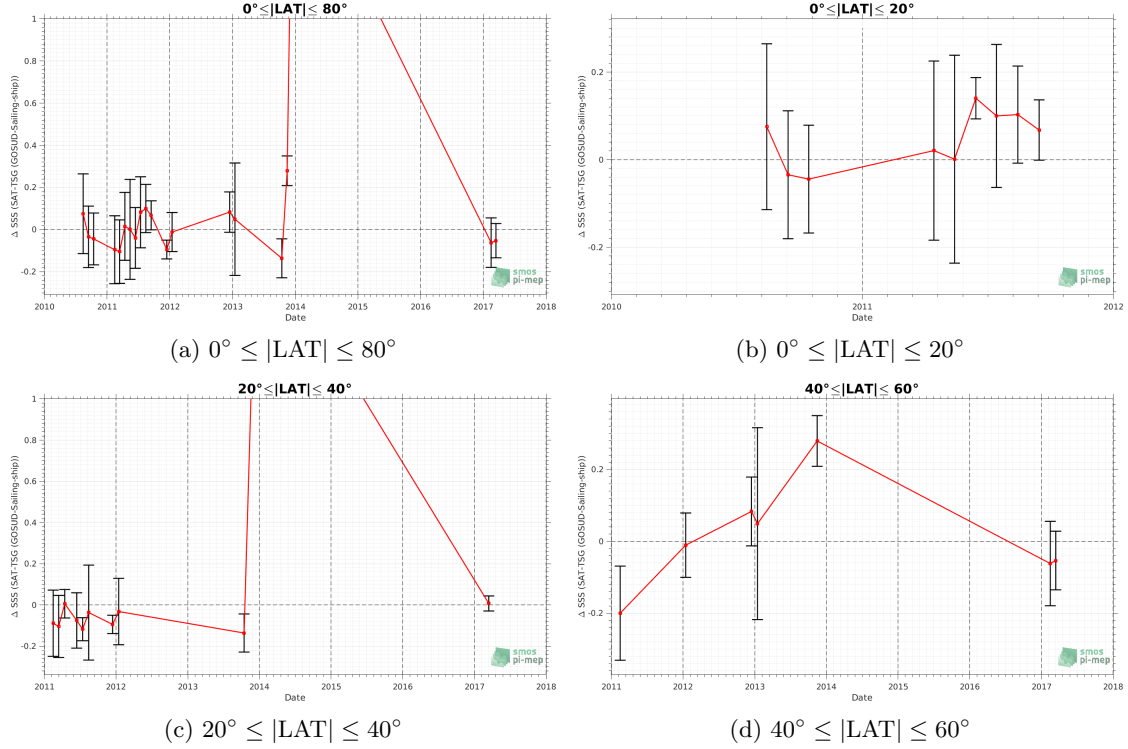 0°≤|LAT|≤ 80°
Δ SSS (SAT-TSG (GOSUD-Sailing-ship))
1
0.8
0.6
0.4
0.2
0
-0.2
2010 2011 2012 2013 2014 2015 2016 2017 2018
Date
smos
pi-mep
(a) 0° ≤ |LAT| ≤ 80°
0°≤|LAT|≤ 20°
Δ SSS (SAT-TSG (GOSUD-Sailing-ship))
0.2
0
-0.2
2010 2011 2012
Date
smos
pi-mep
(b) 0° ≤ |LAT| ≤ 20°
20°≤|LAT|≤ 40°
Δ SSS (SAT-TSG (GOSUD-Sailing-ship))
1
0.8
0.6
0.4
0.2
0
-0.2
2011 2012 2013 2014 2015 2016 2017 2018
Date
smos
pi-mep
(c) 20° ≤ |LAT| ≤ 40°
40°≤|LAT|≤ 60°
Δ SSS (SAT-TSG (GOSUD-Sailing-ship))
0.2
0
-0.2
2011 2012 2013 2014 2015 2016 2017 2018
Date
smos
pi-mep
(d) 40° ≤ |LAT| ≤ 60°